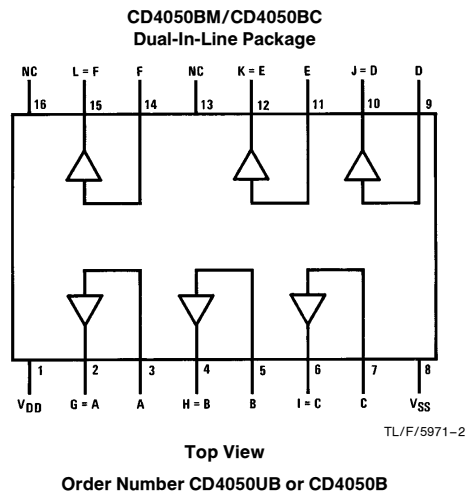 CD4050BM/CD4050BC
Dual-In-Line Package
NC L = F F NC K = E E J = D D
16 15 14 13 12 11 10 9
1 2 3 4 5 6 7 8
VDD G = A A H = B B I = C C VSS
TL/F/5971–2
Top View
Order Number CD4050UB or CD4050B